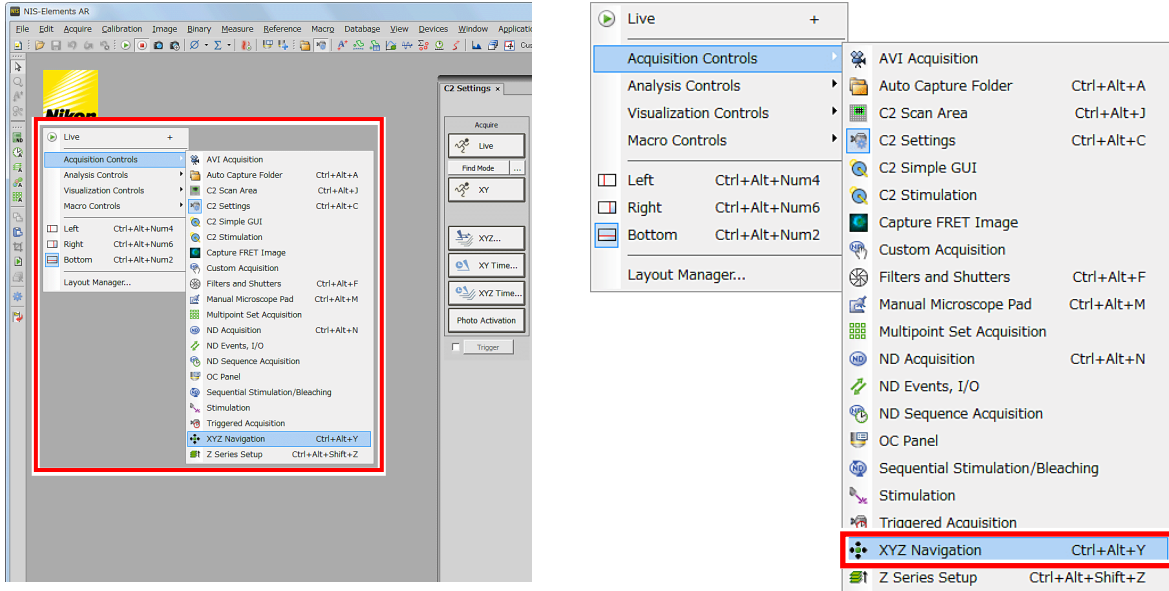 NIS-Elements AR
File Edit Acquire Calibration Image Binary Measure Reference Macro Database View Devices Window Applicatio
Nikon
Live +
Acquisition Controls
Analysis Controls
Visualization Controls
Macro Controls
Left Ctrl+Alt+Num4
Right Ctrl+Alt+Num6
Bottom Ctrl+Alt+Num2
Layout Manager...
AVI Acquisition
Auto Capture Folder Ctrl+Alt+A
C2 Scan Area Ctrl+Alt+J
C2 Settings Ctrl+Alt+C
C2 Simple GUI
C2 Stimulation
Capture FRET Image
Custom Acquisition
Filters and Shutters Ctrl+Alt+F
Manual Microscope Pad Ctrl+Alt+M
Multipoint Set Acquisition
ND Acquisition Ctrl+Alt+N
ND Events, I/O
ND Sequence Acquisition
OC Panel
Sequential Stimulation/Bleaching
Stimulation
Triggered Acquisition
XYZ Navigation Ctrl+Alt+Y
Z Series Setup Ctrl+Alt+Shift+Z
C2 Settings ×
Acquire
Live
Find Mode ...
XY
XYZ...
XY Time...
XYZ Time...
Photo Activation
Trigger
Live +
Acquisition Controls
Analysis Controls
Visualization Controls
Macro Controls
Left Ctrl+Alt+Num4
Right Ctrl+Alt+Num6
Bottom Ctrl+Alt+Num2
Layout Manager...
AVI Acquisition
Auto Capture Folder Ctrl+Alt+A
C2 Scan Area Ctrl+Alt+J
C2 Settings Ctrl+Alt+C
C2 Simple GUI
C2 Stimulation
Capture FRET Image
Custom Acquisition
Filters and Shutters Ctrl+Alt+F
Manual Microscope Pad Ctrl+Alt+M
Multipoint Set Acquisition
ND Acquisition Ctrl+Alt+N
ND Events, I/O
ND Sequence Acquisition
OC Panel
Sequential Stimulation/Bleaching
Stimulation
Triggered Acquisition
XYZ Navigation Ctrl+Alt+Y
Z Series Setup Ctrl+Alt+Shift+Z